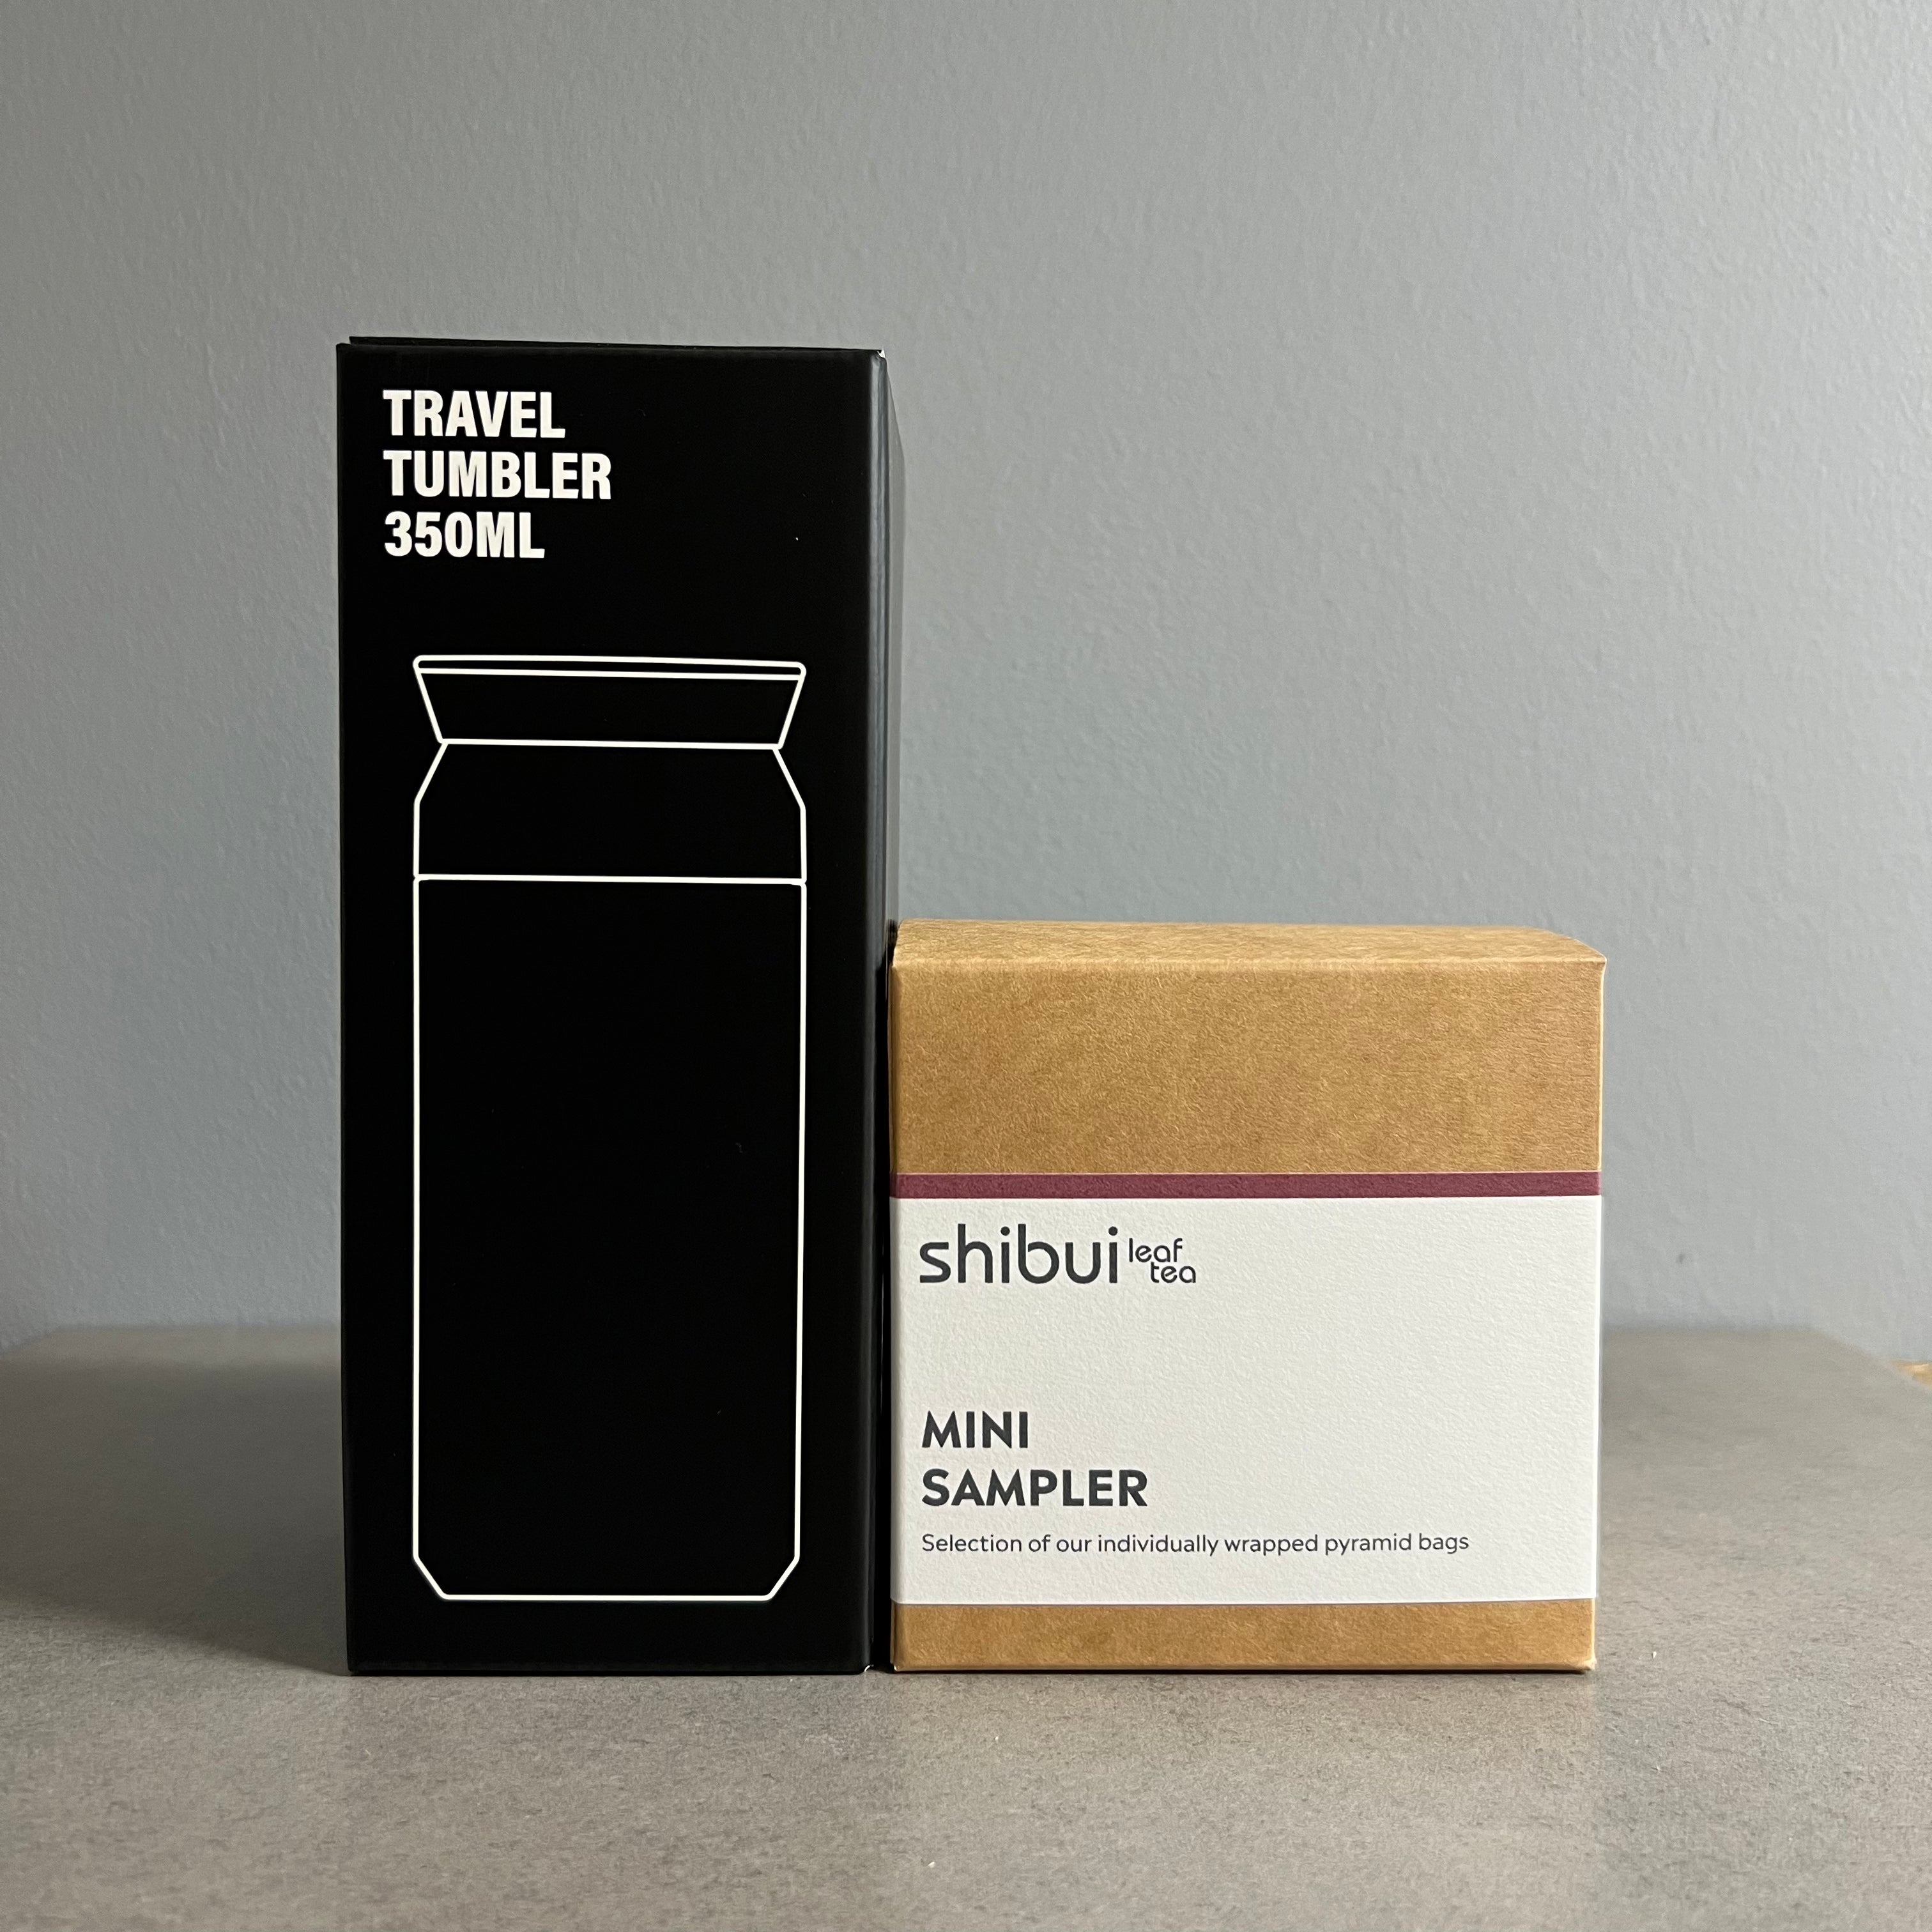 TRAVEL
TUMBLER
350ML
shibui leaf
tea
MINI
SAMPLER
Selection of our individually wrapped pyramid bags